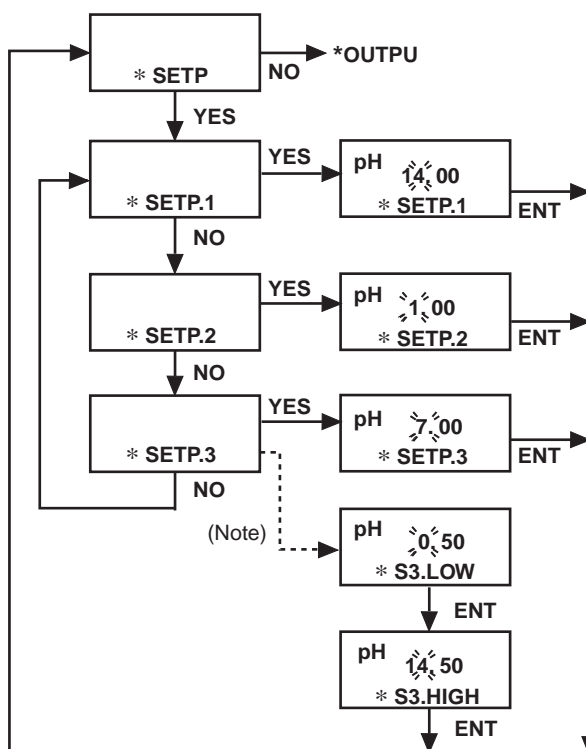 * SETP
NO
*OUTPU
YES
* SETP.1
YES
pH 14.00
* SETP.1
ENT
NO
* SETP.2
YES
pH 1.00
* SETP.2
ENT
NO
* SETP.3
YES
pH 7.00
* SETP.3
ENT
NO
(Note)
pH 0.50
* S3.LOW
ENT
pH 14.50
* S3.HIGH
ENT